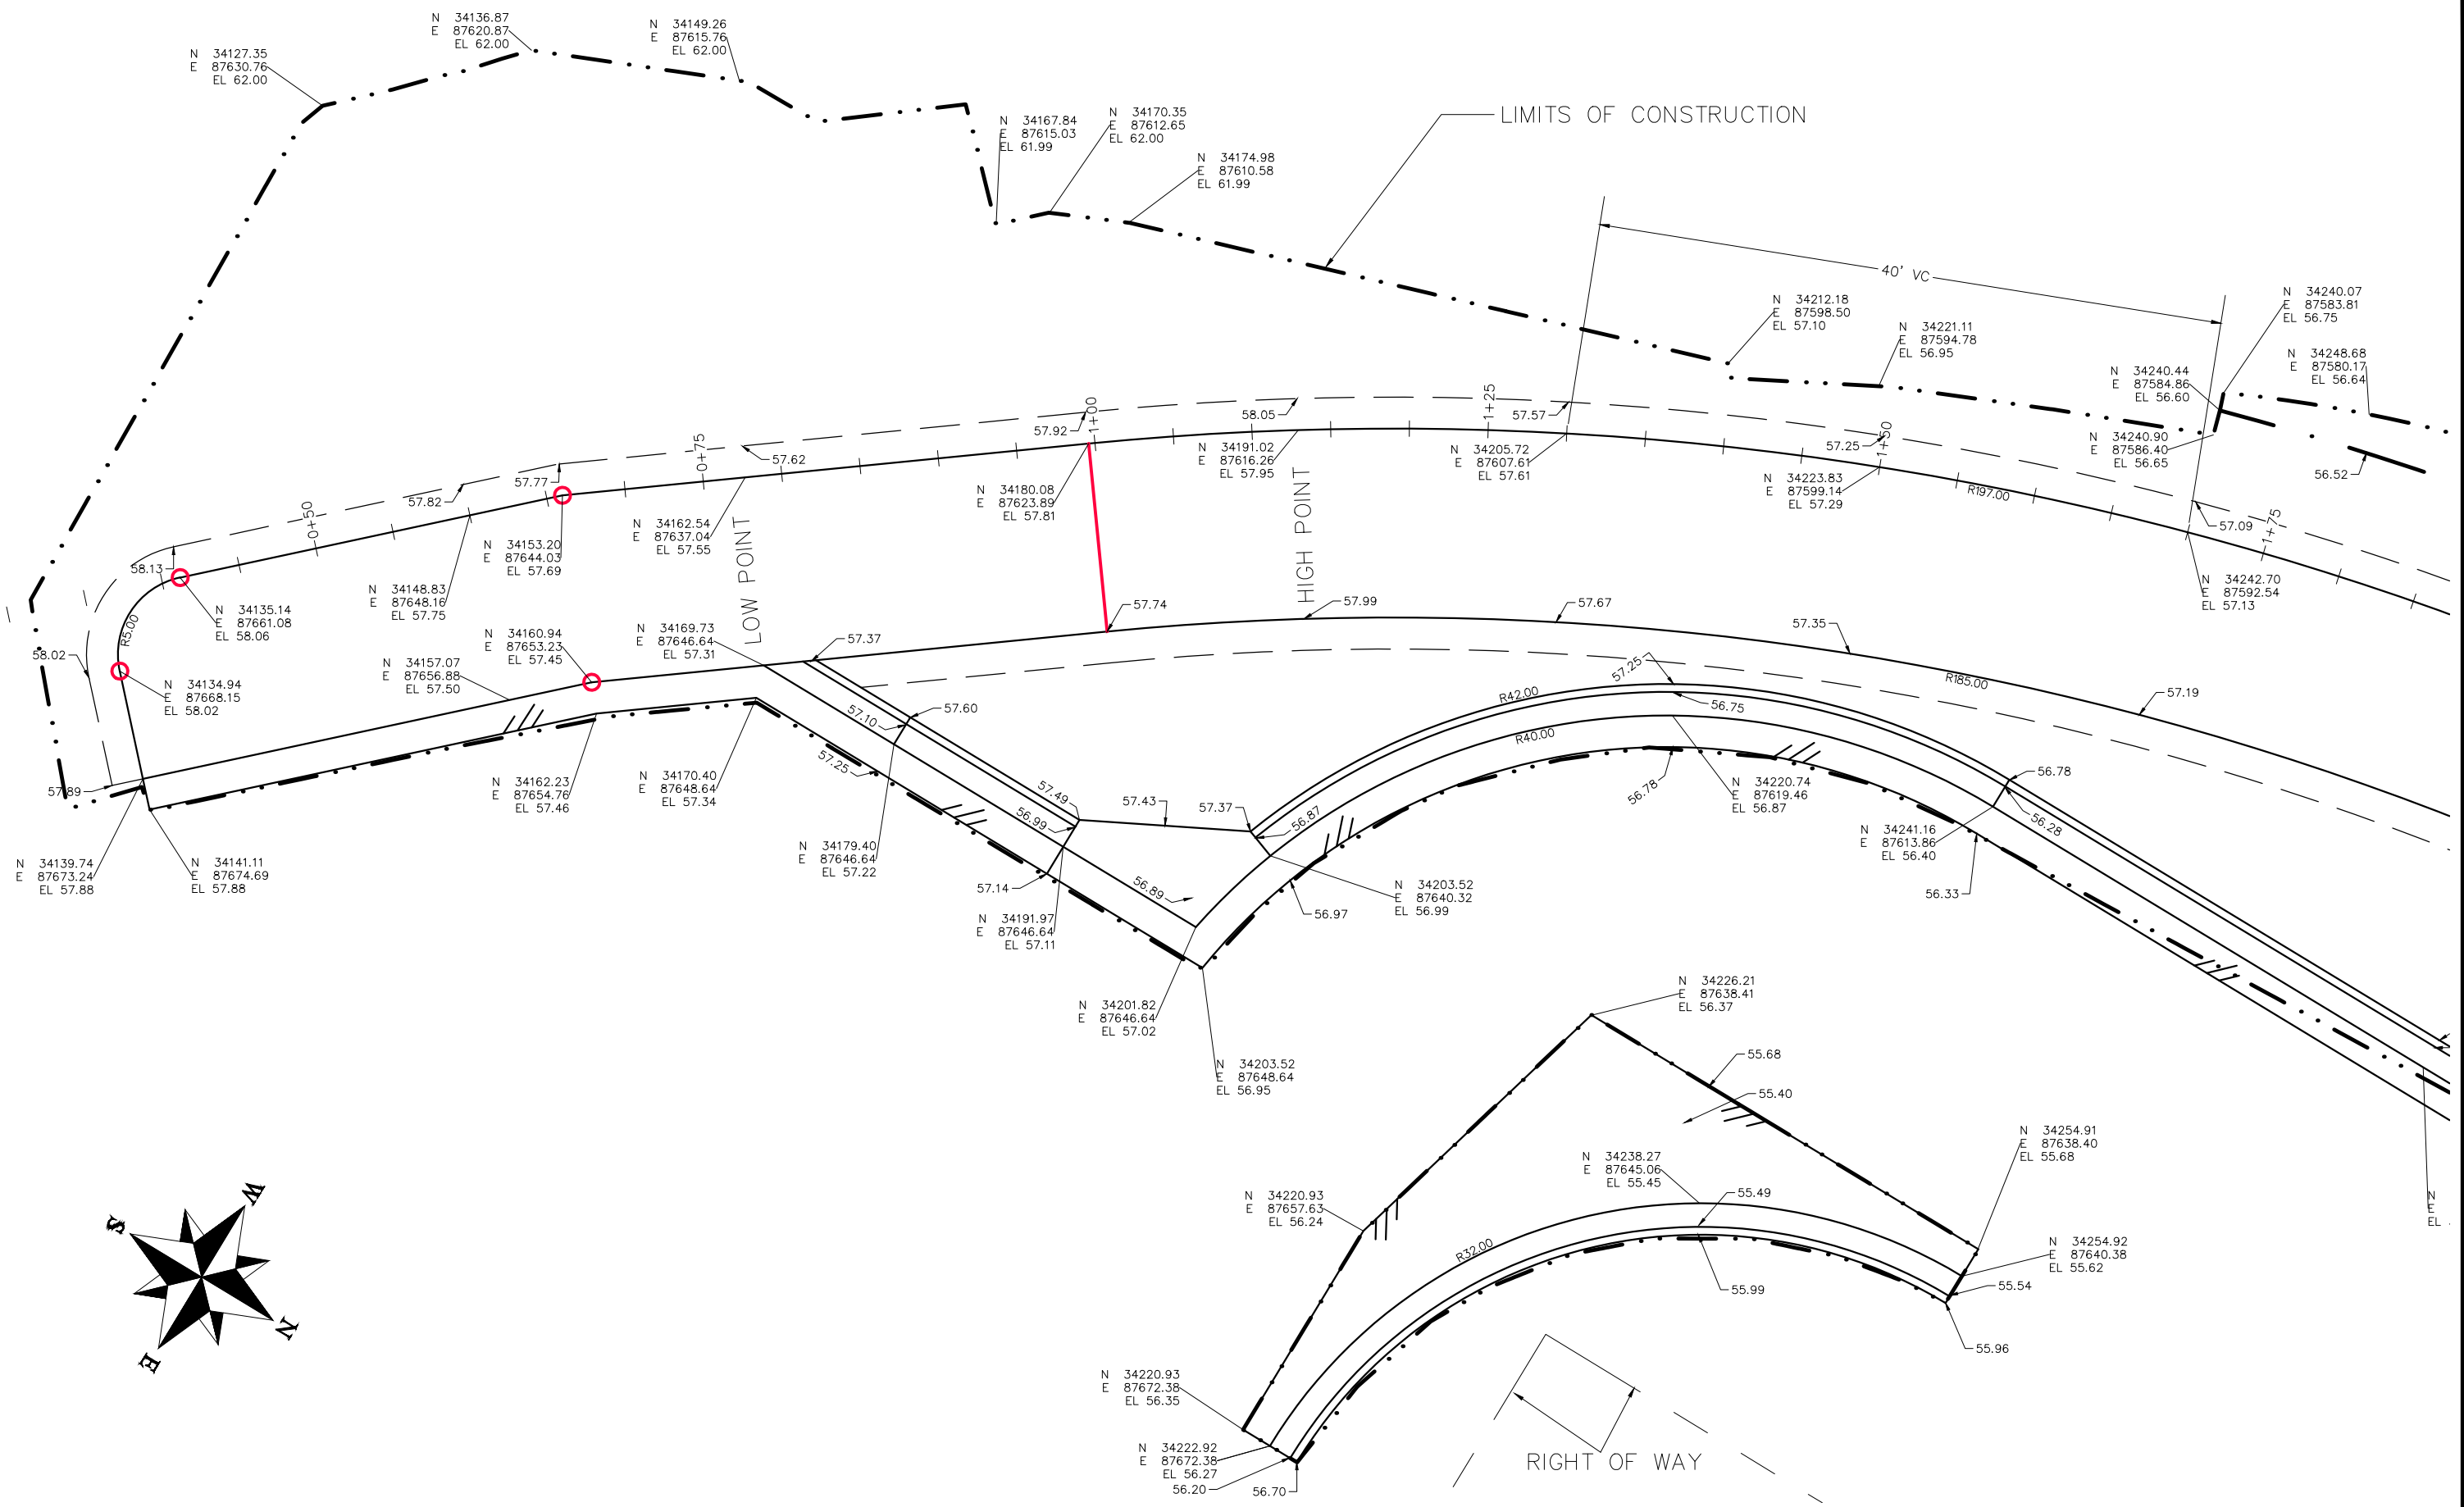 N 34136.87
E 87620.87
EL 62.00
N 34149.26
E 87615.76
EL 62.00
N 34127.35
E 87630.76
EL 62.00
N 34167.84
E 87615.03
EL 61.99
N 34170.35
E 87612.65
EL 62.00
LIMITS OF CONSTRUCTION
N 34174.98
E 87610.58
EL 61.99
40' VC
N 34212.18
E 87598.50
EL 57.10
N 34240.07
E 87583.81
EL 56.75
N 34221.11
E 87594.78
EL 56.95
N 34248.68
E 87580.17
EL 56.64
N 34240.44
E 87584.86
EL 56.60
N 34240.90
E 87586.40
EL 56.65
56.52
58.05
57.57
1+25
57.92
1+00
57.25
1+50
0+75
57.62
57.77
57.82
0+50
58.13
N 34191.02
E 87616.26
EL 57.95
N 34205.72
E 87607.61
EL 57.61
N 34223.83
E 87599.14
EL 57.29
R197.00
57.09
1+75
N 34180.08
E 87623.89
EL 57.81
HIGH POINT
N 34162.54
E 87637.04
EL 57.55
LOW POINT
N 34153.20
E 87644.03
EL 57.69
N 34148.83
E 87648.16
EL 57.75
N 34135.14
E 87661.08
EL 58.06
R5.00
58.02
N 34242.70
E 87592.54
EL 57.13
57.74
57.99
57.67
57.35
N 34160.94
E 87653.23
EL 57.45
N 34169.73
E 87646.64
EL 57.31
57.37
N 34157.07
E 87656.88
EL 57.50
N 34134.94
E 87668.15
EL 58.02
57.25
R42.00
R185.00
57.19
57.60
57.10
56.75
R40.00
57.25
57.89
N 34162.23
E 87654.76
EL 57.46
N 34170.40
E 87648.64
EL 57.34
57.49
57.43
57.37
56.99
56.87
56.78
56.78
N 34220.74
E 87619.46
EL 56.87
56.28
N 34241.16
E 87613.86
EL 56.40
N 34139.74
E 87673.24
EL 57.88
N 34141.11
E 87674.69
EL 57.88
N 34179.40
E 87646.64
EL 57.22
57.14
56.89
N 34203.52
E 87640.32
EL 56.99
56.97
56.33
N 34191.97
E 87646.64
EL 57.11
N 34201.82
E 87646.64
EL 57.02
N 34226.21
E 87638.41
EL 56.37
N 34203.52
E 87648.64
EL 56.95
55.68
55.40
N 34254.91
E 87638.40
EL 55.68
N 34238.27
E 87645.06
EL 55.45
N 34220.93
E 87657.63
EL 56.24
55.49
N
E
EL
R32.00
N 34254.92
E 87640.38
EL 55.62
55.54
55.99
55.96
W
S
N
E
N 34220.93
E 87672.38
EL 56.35
N 34222.92
E 87672.38
EL 56.27
56.20
56.70
RIGHT OF WAY